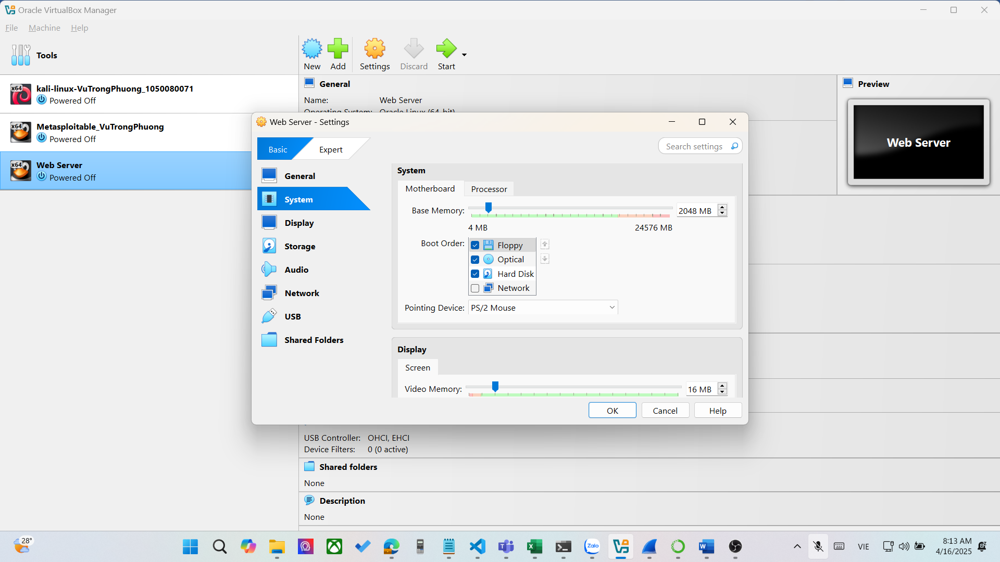 Oracle VirtualBox Manager
File Machine Help
Tools
New Add Settings Discard Start
x64 kali-linux-VuTrongPhuong_1050080071
Powered Off
x64 Metasploitable_VuTrongPhuong
Powered Off
x64 Web Server
Powered Off
General
Name: Web Server
Operating System: Oracle Linux (64-bit)
Preview
Web Server
Web Server - Settings
Basic Expert
Search settings
General
System
Display
Storage
Audio
Network
USB
Shared Folders
System
Motherboard Processor
Base Memory: 2048 MB
4 MB 24576 MB
Boot Order: Floppy
Optical
Hard Disk
Network
Pointing Device: PS/2 Mouse
Display
Screen
Video Memory: 16 MB
OK Cancel Help
USB Controller: OHCI, EHCI
Device Filters: 0 (0 active)
Shared folders
None
Description
None
28°
Zalo
VIE
8:13 AM
4/16/2025